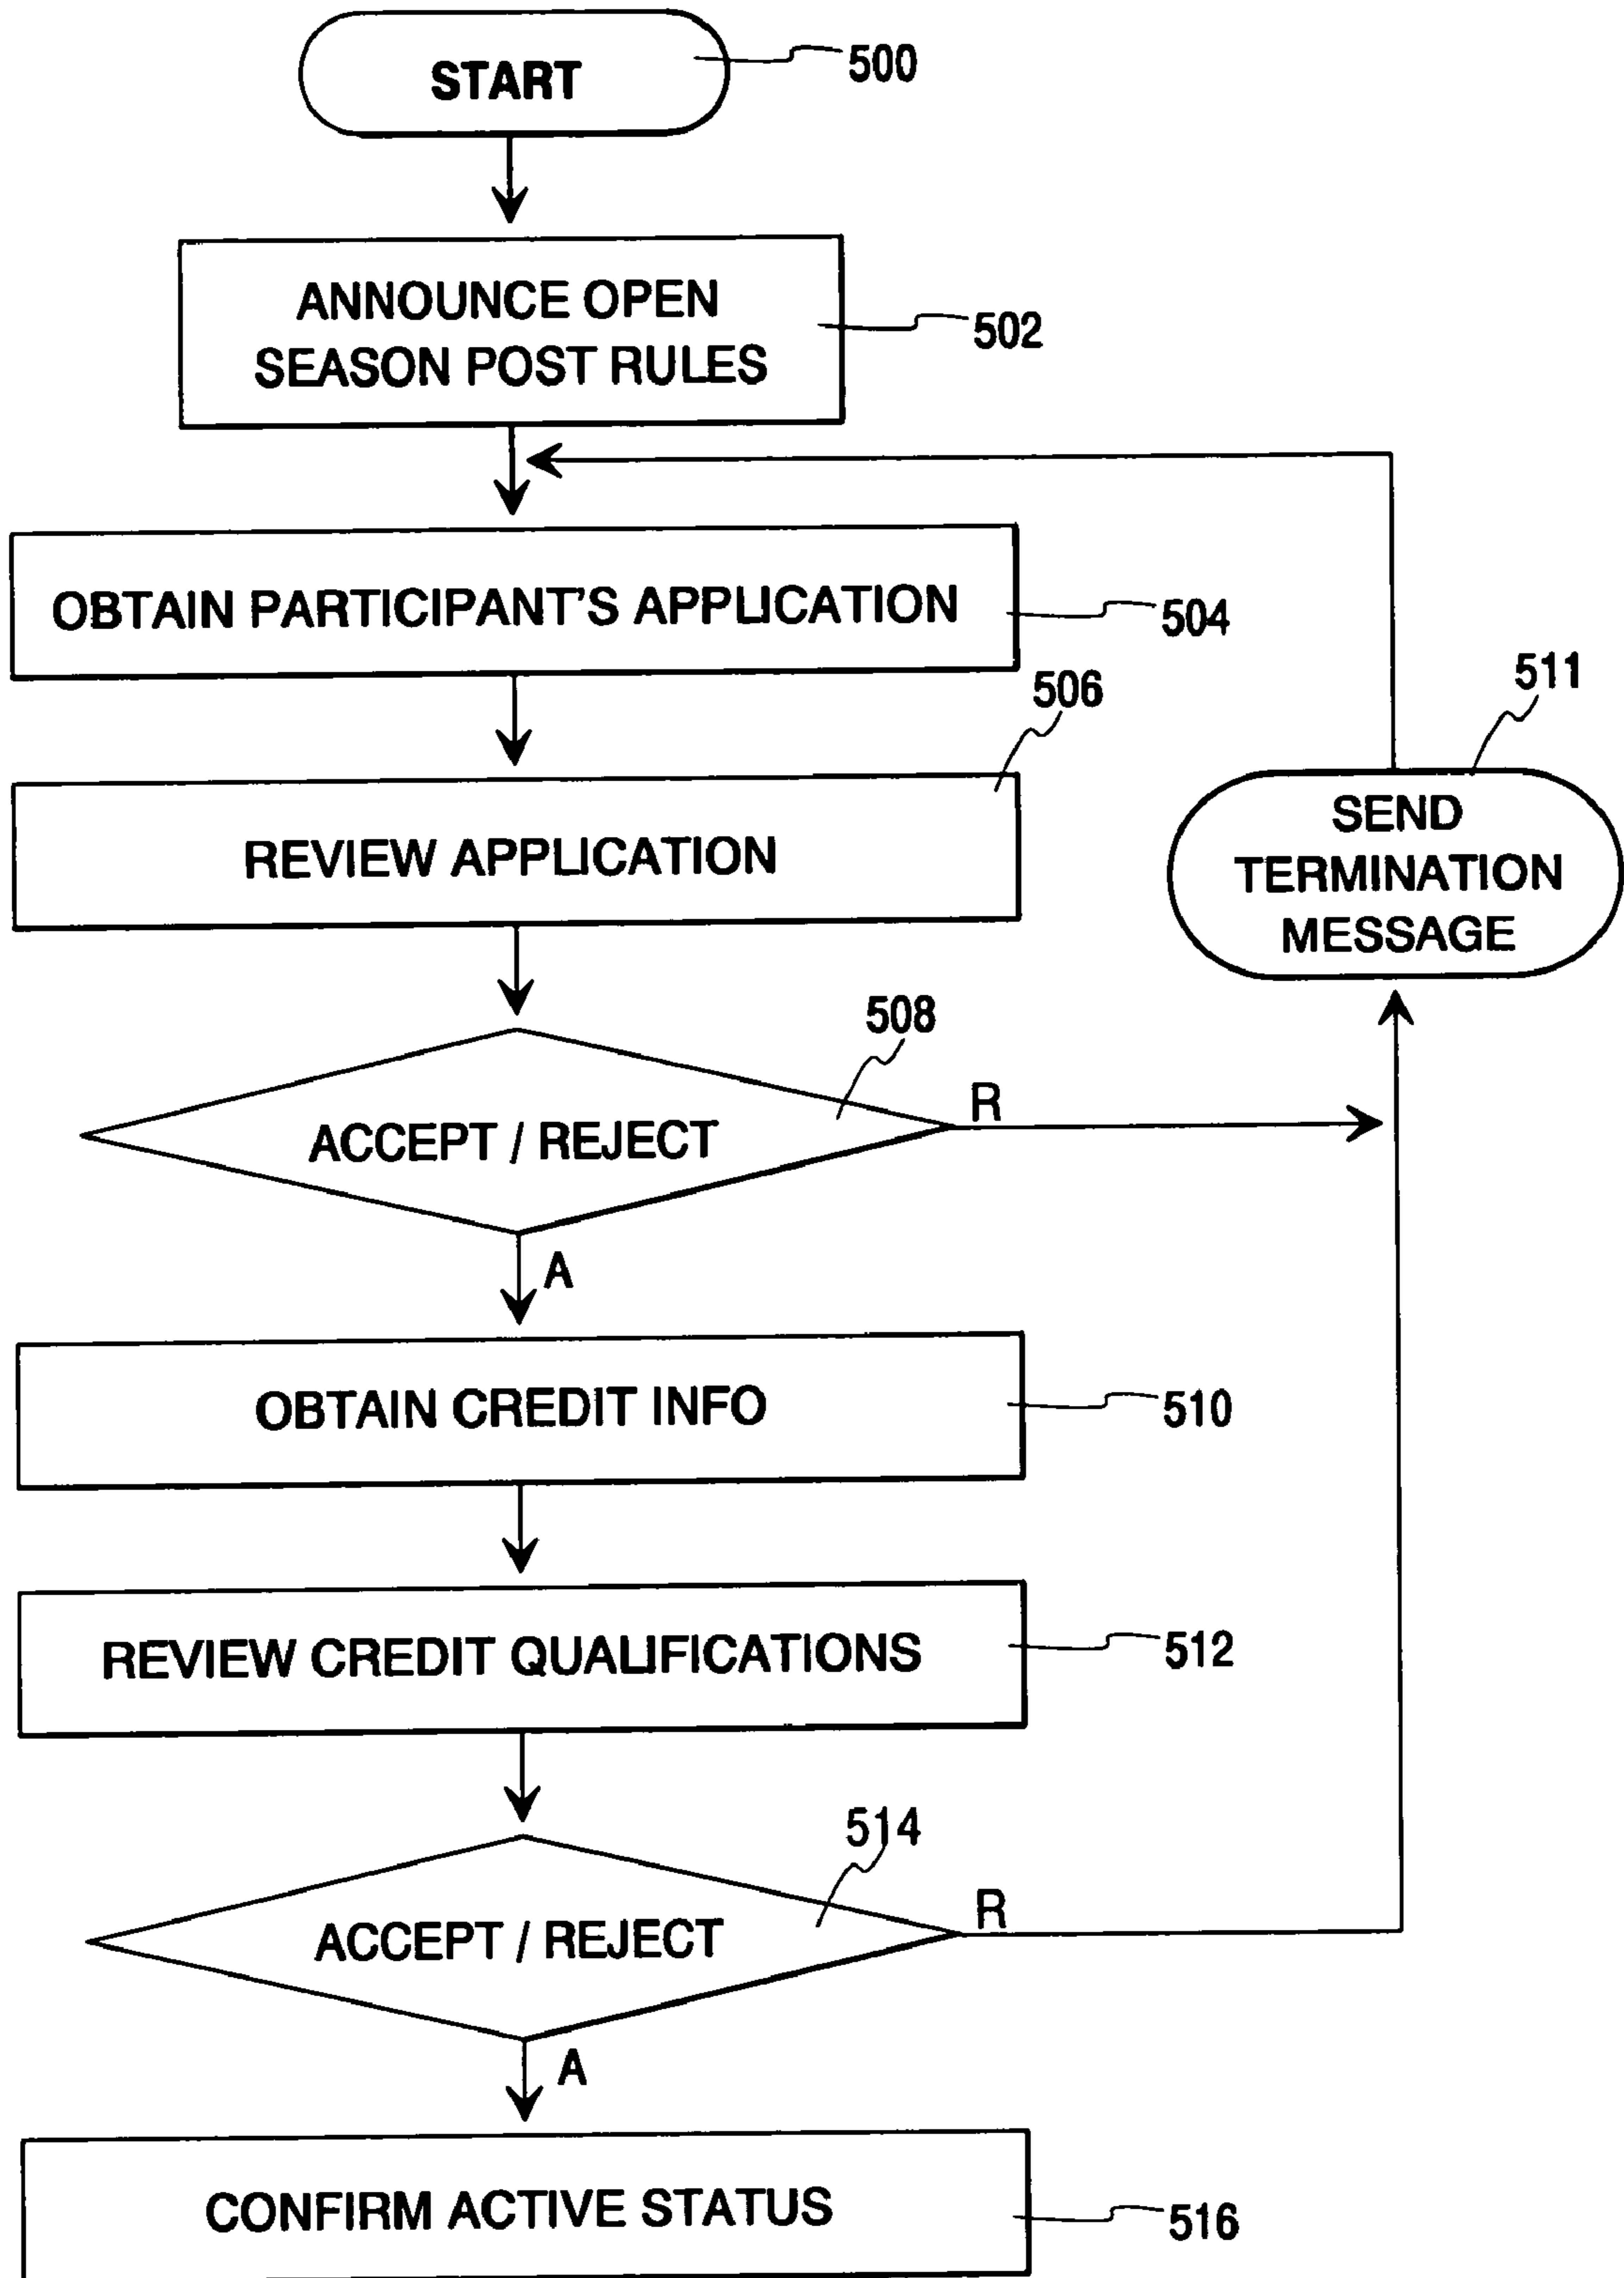 START
500
ANNOUNCE OPEN
SEASON POST RULES
502
OBTAIN PARTICIPANT'S APPLICATION
504
506
REVIEW APPLICATION
511
SEND
TERMINATION
MESSAGE
508
ACCEPT / REJECT
R
A
OBTAIN CREDIT INFO
510
REVIEW CREDIT QUALIFICATIONS
512
514
ACCEPT / REJECT
R
A
CONFIRM ACTIVE STATUS
516